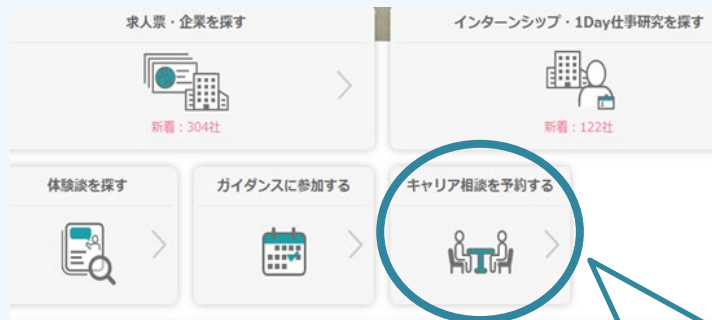 求人票・企業を探す
インターンシップ・1Day仕事研究を探す
新着：304社
新着：122社
体験談を探す
ガイダンスに参加する
キャリア相談を予約する